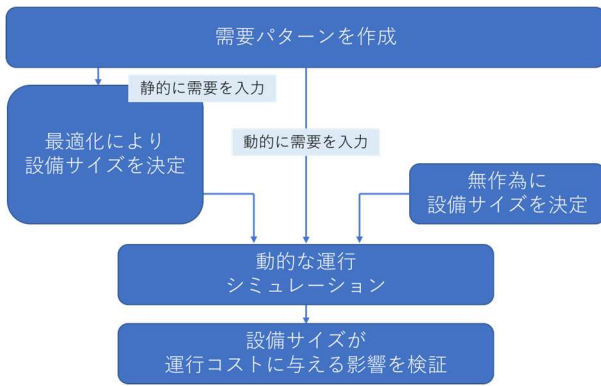 需要パターンを作成
静的に需要を入力
最適化により
設備サイズを決定
動的に需要を入力
無作為に
設備サイズを決定
動的な運行
シミュレーション
設備サイズが
運行コストに与える影響を検証